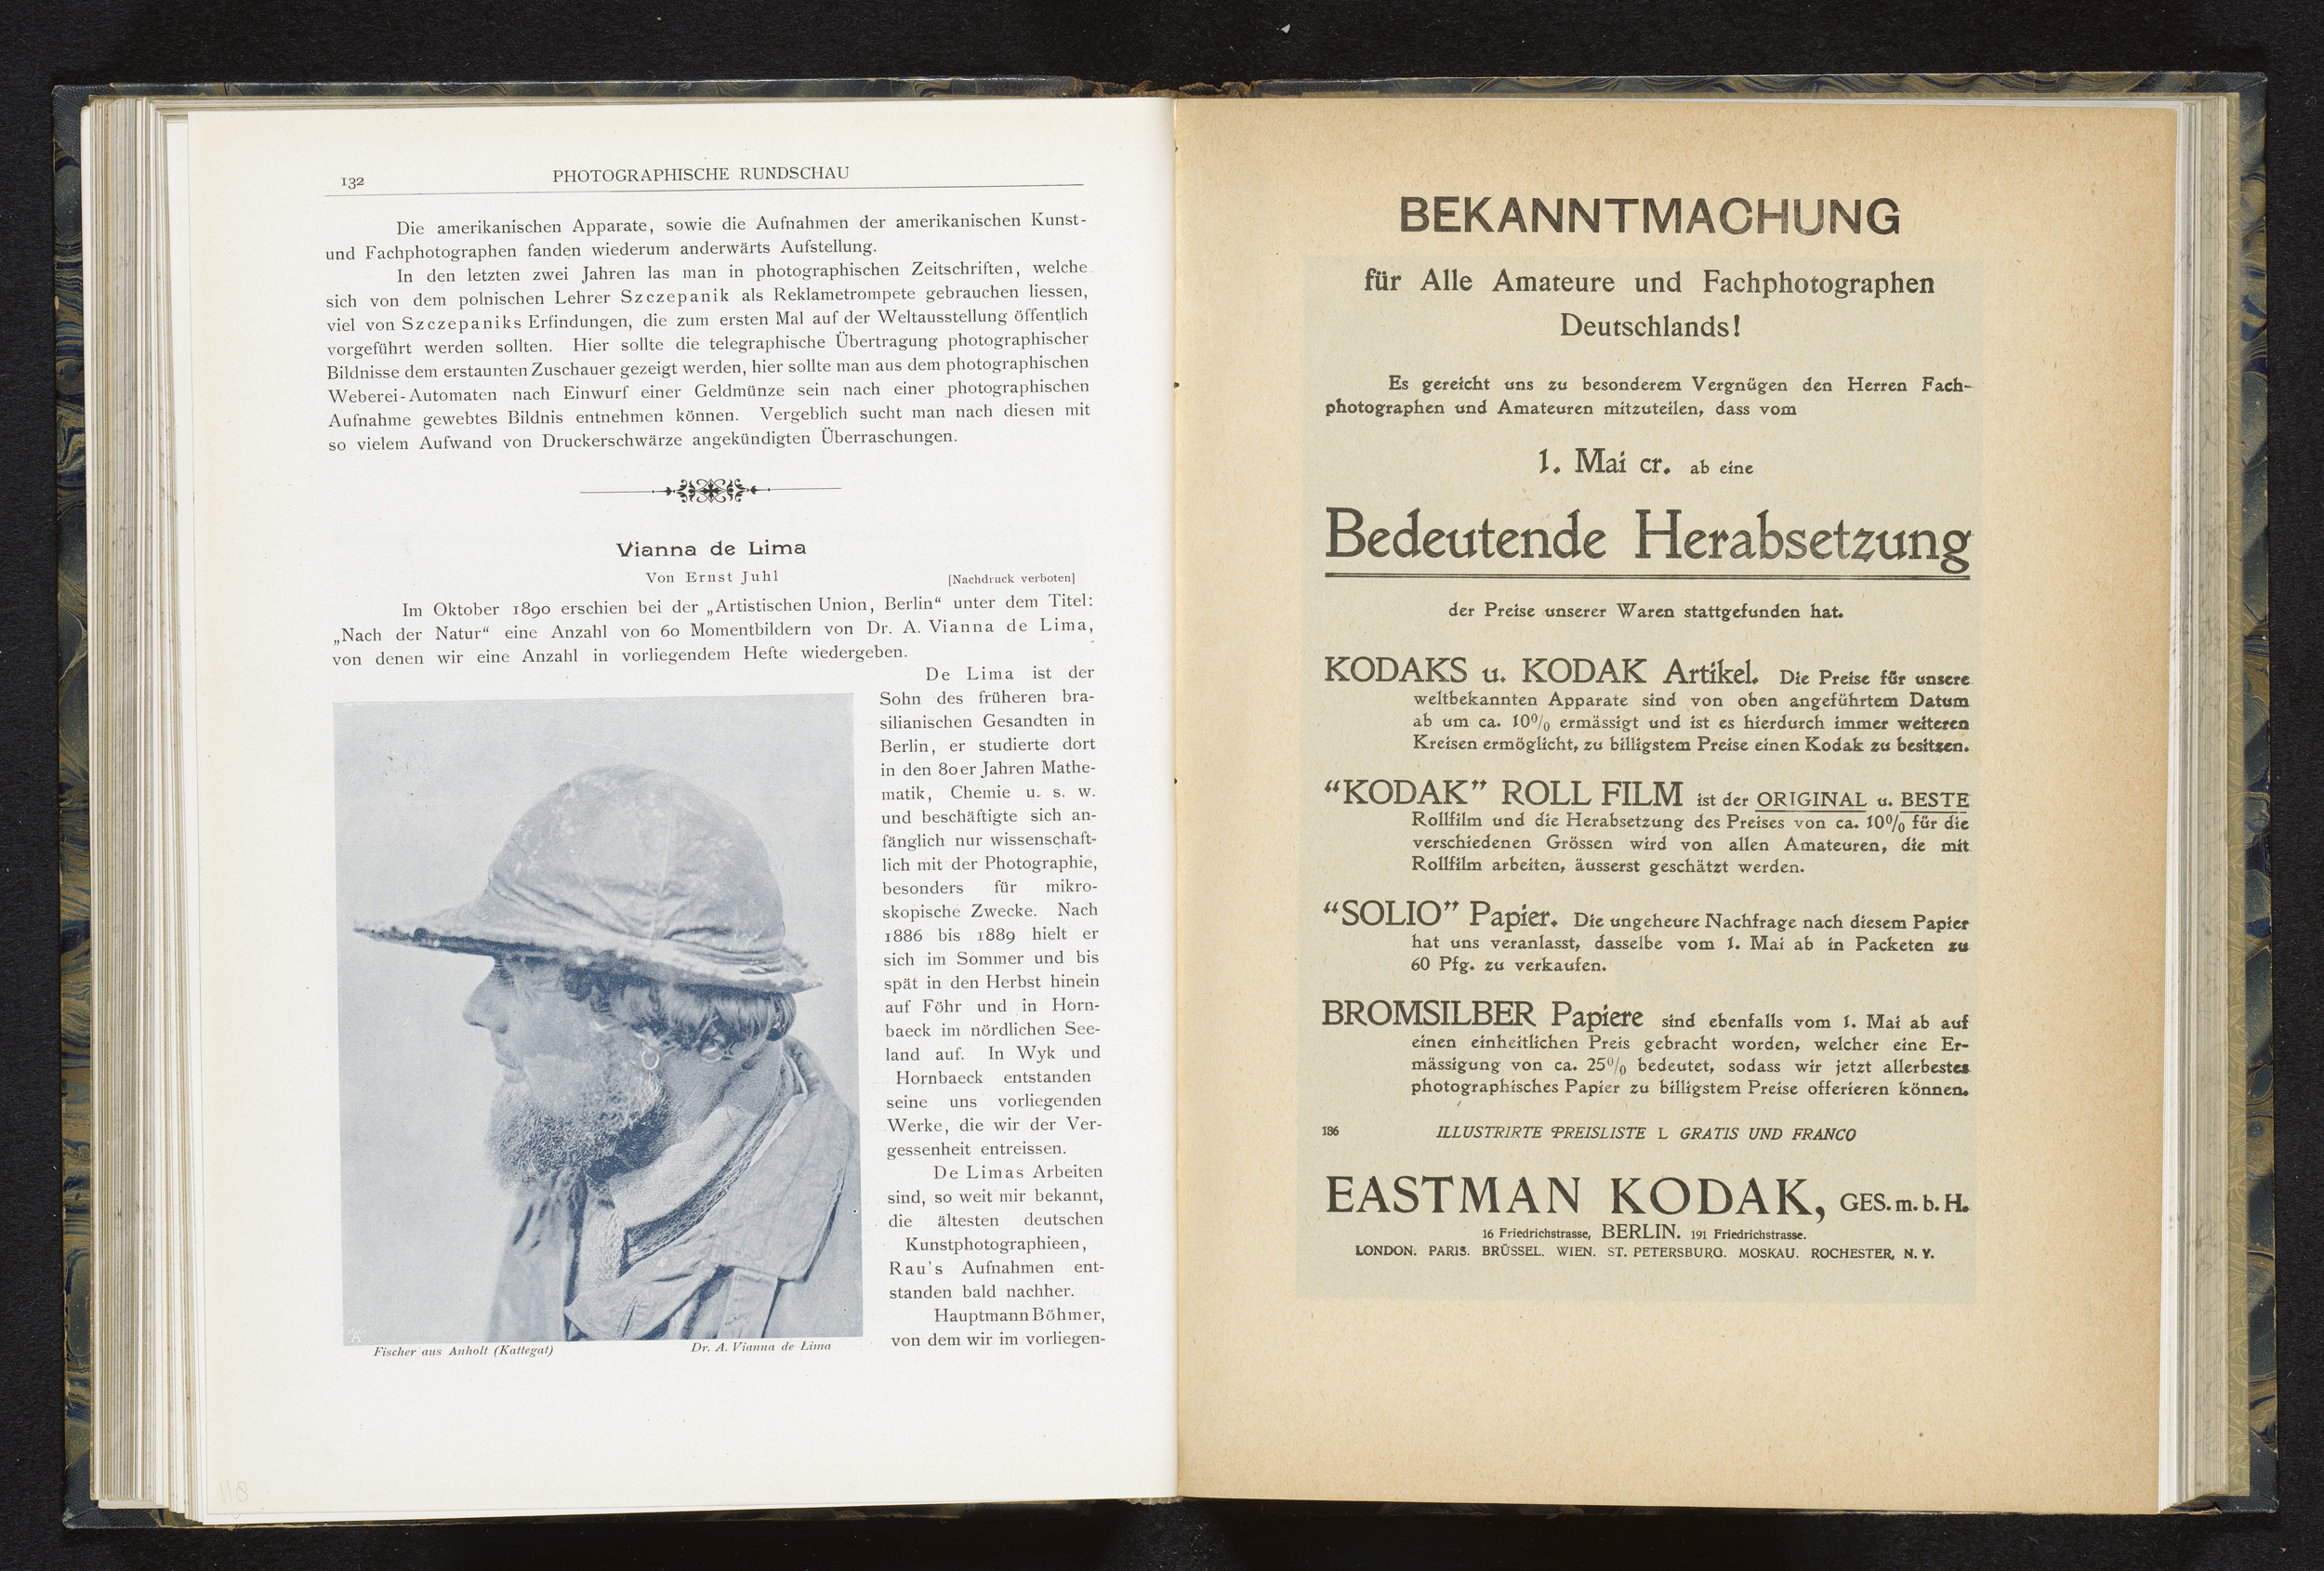 132
PHOTOGRAPHISCHE RUNDSCHAU
Die amerikanischen Apparate, sowie die Aufnahmen der amerikanischen Kunst-
und Fachphotographen fanden wiederum anderwärts Aufstellung.
In den letzten zwei Jahren las man in photographischen Zeitschriften, welche
sich von dem polnischen Lehrer Szczepanik als Reklametrompete gebrauchen liessen,
viel von Szczepaniks Erfindungen, die zum ersten Mal auf der Weltausstellung öffentlich
vorgeführt werden sollten. Hier sollte die telegraphische Übertragung photographischer
Bildnisse dem erstaunten Zuschauer gezeigt werden, hier sollte man aus dem photographischen
Weberei-Automaten nach Einwurf einer Geldmünze sein nach einer photographischen
Aufnahme gewebtes Bildnis entnehmen können. Vergeblich sucht man nach diesen mit
so vielem Aufwand von Druckerschwärze angekündigten Überraschungen.
Vianna de Lima
Von Ernst Juhl
[Nachdruck verboten]
Im Oktober 1890 erschien bei der „Artistischen Union, Berlin“ unter dem Titel:
„Nach der Natur“ eine Anzahl von 60 Momentbildern von Dr. A. Vianna de Lima,
von denen wir eine Anzahl in vorliegendem Hefte wiedergeben.
De Lima ist der
Sohn des früheren bra-
silianischen Gesandten in
Berlin, er studierte dort
in den 80er Jahren Mathe-
matik, Chemie u. s. w.
und beschäftigte sich an-
fänglich nur wissenschaft-
lich mit der Photographie,
besonders für mikro-
skopische Zwecke. Nach
1886 bis 1889 hielt er
sich im Sommer und bis
spät in den Herbst hinein
auf Föhr und in Horn-
baeck im nördlichen See-
land auf. In Wyk und
Hornbaeck entstanden
seine uns vorliegenden
Werke, die wir der Ver-
gessenheit entreissen.
De Limas Arbeiten
sind, so weit mir bekannt,
die ältesten deutschen
Kunstphotographieen,
Rau's Aufnahmen ent-
standen bald nachher.
Hauptmann Böhmer,
von dem wir im vorliegen-
Fischer aus Anholt (Kattegat)
Dr. A. Vianna de Lima
118
BEKANNTMACHUNG
für Alle Amateure und Fachphotographen
Deutschlands!
Es gereicht uns zu besonderem Vergnügen den Herren Fach-
photographen und Amateuren mitzuteilen, dass vom
1. Mai cr. ab eine
Bedeutende Herabsetzung
der Preise unserer Waren stattgefunden hat.
KODAKS u. KODAK Artikel. Die Preise für unsere
weltbekannten Apparate sind von oben angeführtem Datum
ab um ca. 10% ermässigt und ist es hierdurch immer weiteren
Kreisen ermöglicht, zu billigstem Preise einen Kodak zu besitzen.
“KODAK” ROLL FILM ist der ORIGINAL u. BESTE
Rollfilm und die Herabsetzung des Preises von ca. 10% für die
verschiedenen Grössen wird von allen Amateuren, die mit
Rollfilm arbeiten, äusserst geschätzt werden.
“SOLIO” Papier. Die ungeheure Nachfrage nach diesem Papier
hat uns veranlasst, dasselbe vom 1. Mai ab in Packeten zu
60 Pfg. zu verkaufen.
BROMSILBER Papiere sind ebenfalls vom 1. Mai ab auf
einen einheitlichen Preis gebracht worden, welcher eine Er-
mässigung von ca. 25% bedeutet, sodass wir jetzt allerbestes
photographisches Papier zu billigstem Preise offerieren können.
186
ILLUSTRIRTE PREISLISTE L GRATIS UND FRANCO
EASTMAN KODAK, GES. m. b. H.
16 Friedrichstrasse, BERLIN. 191 Friedrichstrasse.
LONDON. PARIS. BRÜSSEL. WIEN. ST. PETERSBURG. MOSKAU. ROCHESTER, N. Y.